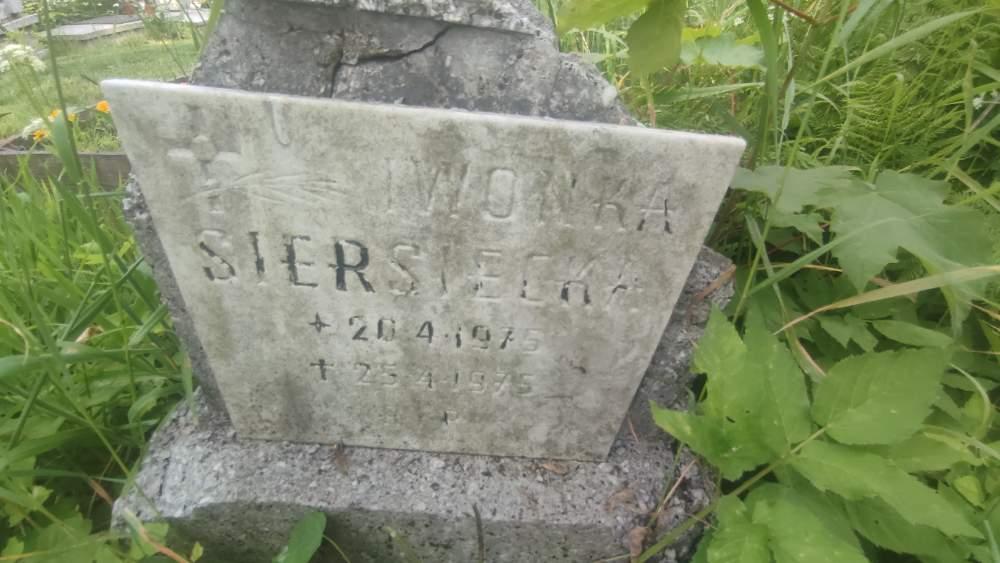 IWONKA
SIERSIECKA
* 20.4.1975
† 25.4.1975
P